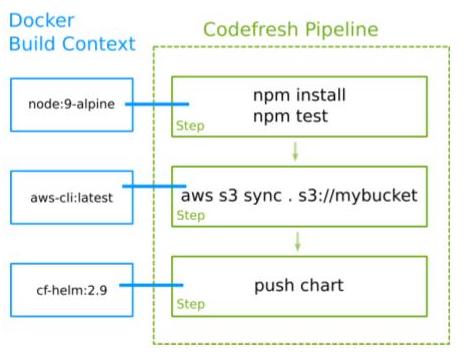 Docker
Build Context
Codefresh Pipeline
node:9-alpine
npm install
npm test
Step
aws-cli:latest
aws s3 sync . s3://mybucket
Step
cf-helm:2.9
push chart
Step